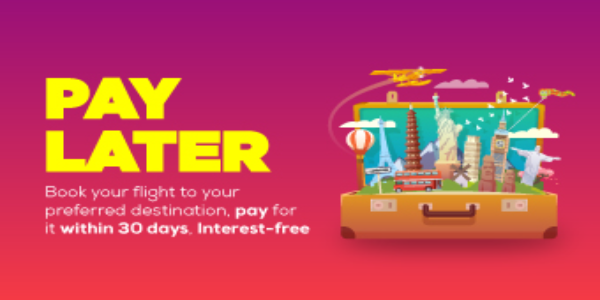 PAY
LATER
Book your flight to your
preferred destination, pay for
it within 30 days, Interest-free